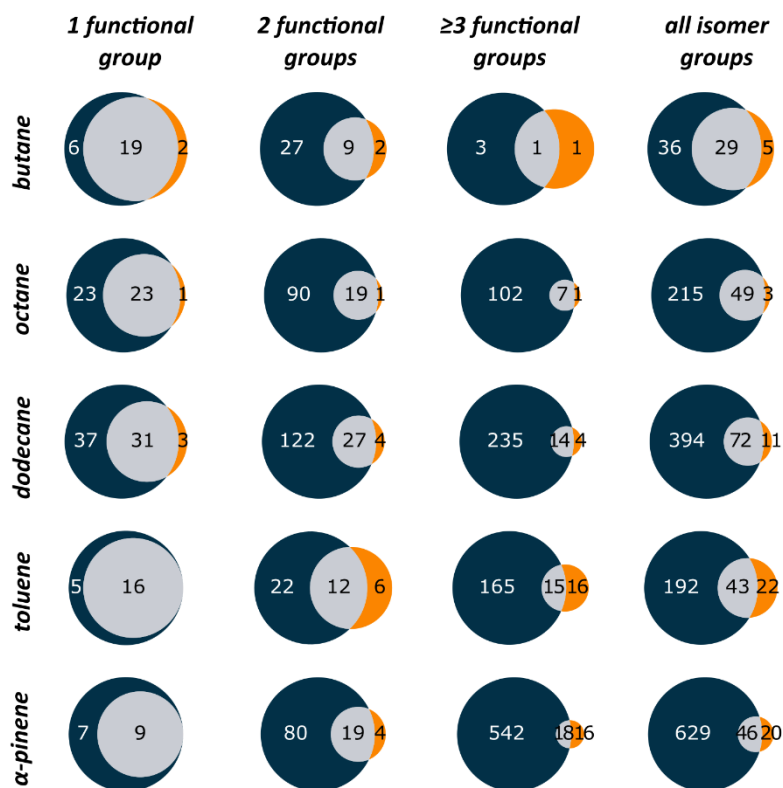 1 functional group
2 functional groups
≥3 functional groups
all isomer groups
butane
6 19 2
27 9 2
3 1 1
36 29 5
octane
23 23 1
90 19 1
102 7 1
215 49 3
dodecane
37 31 3
122 27 4
235 14 4
394 72 11
toluene
5 16
22 12 6
165 15 16
192 43 22
α-pinene
7 9
80 19 4
542 18 16
629 46 20